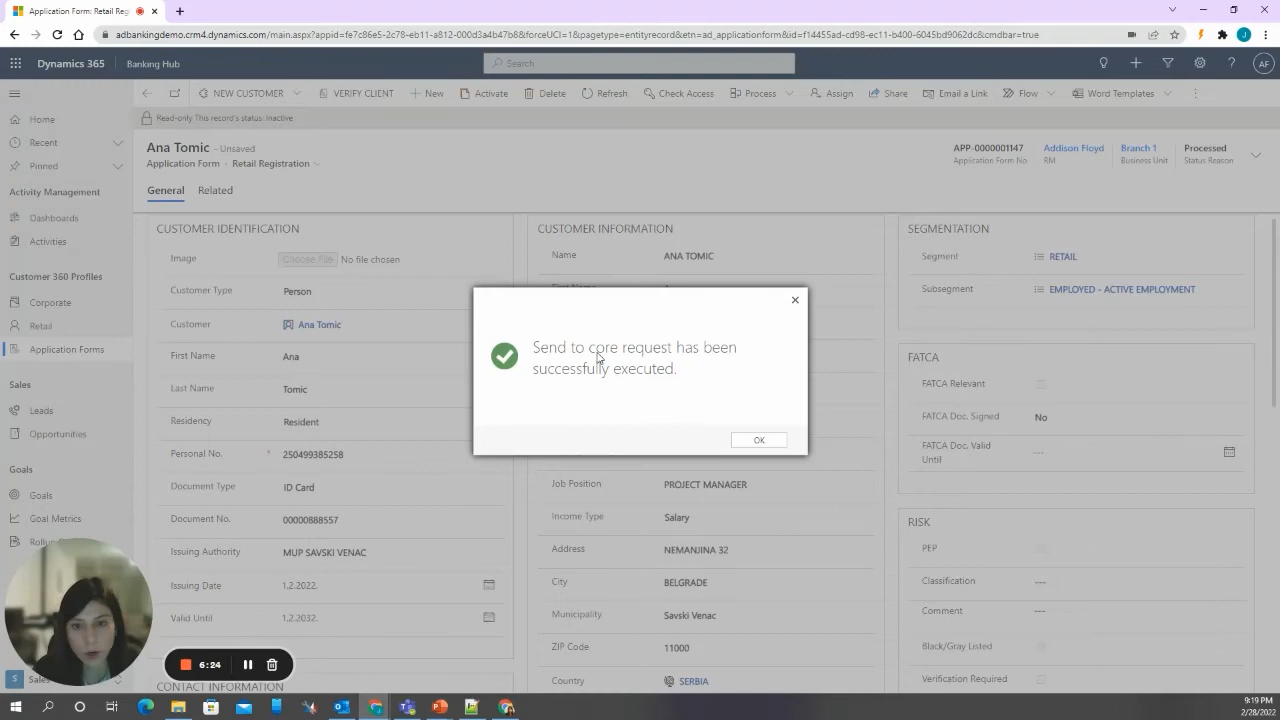 Application Form: Retail Reg
adbankingdemo.crm4.dynamics.com/main.aspx?appid=fe7c86e5-2c78-eb11-a812-000d3a4b47b8&forceUCI=1&pagetype=entityrecord&etn=ad_applicationform&id=f14455ad-cd98-ec11-b400-6045bd9062dc&cmdbar=true
J
Dynamics 365
Banking Hub
Search
AF
NEW CUSTOMER
VERIFY CLIENT
New
Activate
Delete
Refresh
Check Access
Process
Assign
Share
Email a Link
Flow
Word Templates
Read-only This record's status: Inactive
Home
Recent
Pinned
Activity Management
Dashboards
Activities
Customer 360 Profiles
Corporate
Retail
Application Forms
Sales
Leads
Opportunities
Goals
Goals
Goal Metrics
S
Ana Tomic - Unsaved
Application Form · Retail Registration
APP-0000001147
Application Form No
Addison Floyd
RM
Branch 1
Business Unit
Processed
Status Reason
General
Related
CUSTOMER IDENTIFICATION
Image
Choose File No file chosen
Customer Type
Person
Customer
Ana Tomic
First Name
Ana
Last Name
Tomic
Residency
Resident
Personal No.
*
250499385258
Document Type
ID Card
Document No.
00000888557
Issuing Authority
MUP SAVSKI VENAC
Issuing Date
1.2.2022.
Valid Until
1.2.2032.
CONTACT INFORMATION
CUSTOMER INFORMATION
Name
ANA TOMIC
Send to core request has been
successfully executed.
OK
Job Position
PROJECT MANAGER
Income Type
Salary
Address
NEMANJINA 32
City
BELGRADE
Municipality
Savski Venac
ZIP Code
11000
Country
SERBIA
SEGMENTATION
Segment
RETAIL
Subsegment
EMPLOYED - ACTIVE EMPLOYMENT
FATCA
FATCA Relevant
FATCA Doc. Signed
No
FATCA Doc. Valid
Until
---
RISK
PEP
Classification
---
Comment
---
Black/Gray Listed
Verification Required
6:24
9:19 PM
2/28/2022